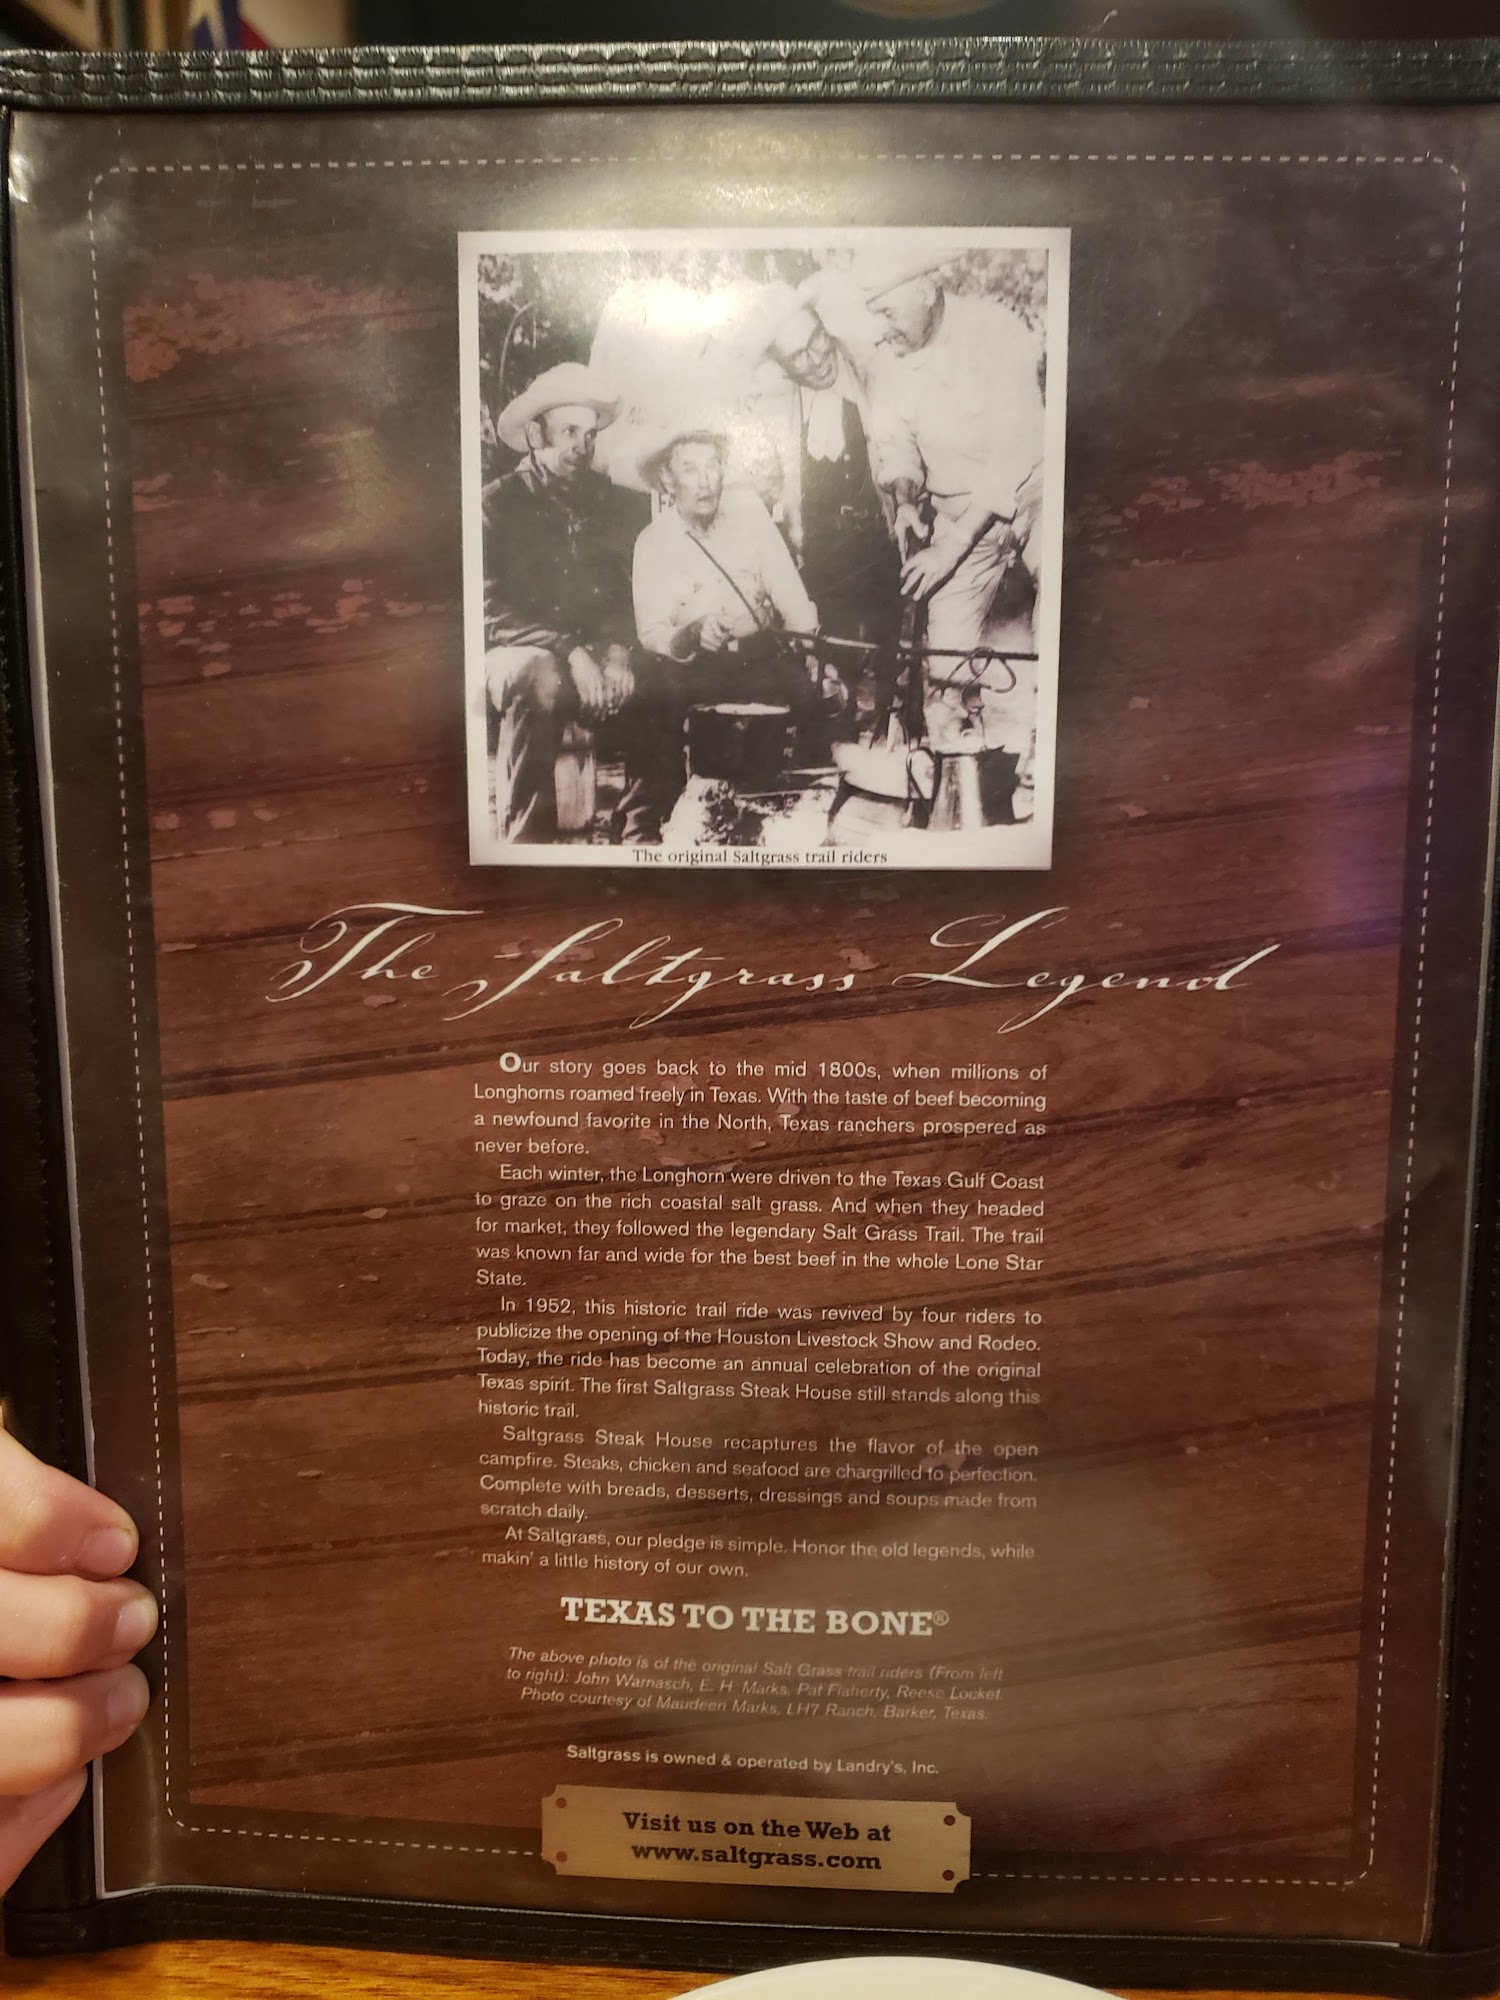 The original Saltgrass trail riders
The Saltgrass Legend
Our story goes back to the mid 1800s, when millions of
Longhorns roamed freely in Texas. With the taste of beef becoming
a newfound favorite in the North, Texas ranchers prospered as
never before.
Each winter, the Longhorn were driven to the Texas Gulf Coast
to graze on the rich coastal salt grass. And when they headed
for market, they followed the legendary Salt Grass Trail. The trail
was known far and wide for the best beef in the whole Lone Star
State.
In 1952, this historic trail ride was revived by four riders to
publicize the opening of the Houston Livestock Show and Rodeo.
Today, the ride has become an annual celebration of the original
Texas spirit. The first Saltgrass Steak House still stands along this
historic trail.
Saltgrass Steak House recaptures the flavor of the open
campfire. Steaks, chicken and seafood are chargrilled to perfection.
Complete with breads, desserts, dressings and soups made from
scratch daily.
At Saltgrass, our pledge is simple. Honor the old legends, while
makin' a little history of our own.
TEXAS TO THE BONE®
The above photo is of the original Salt Grass trail riders (From left
to right): John Warnasch, E. H. Marks, Pat Flaherty, Reese Locket.
Photo courtesy of Maudeen Marks, LH7 Ranch, Barker, Texas.
Saltgrass is owned & operated by Landry's, Inc.
Visit us on the Web at
www.saltgrass.com